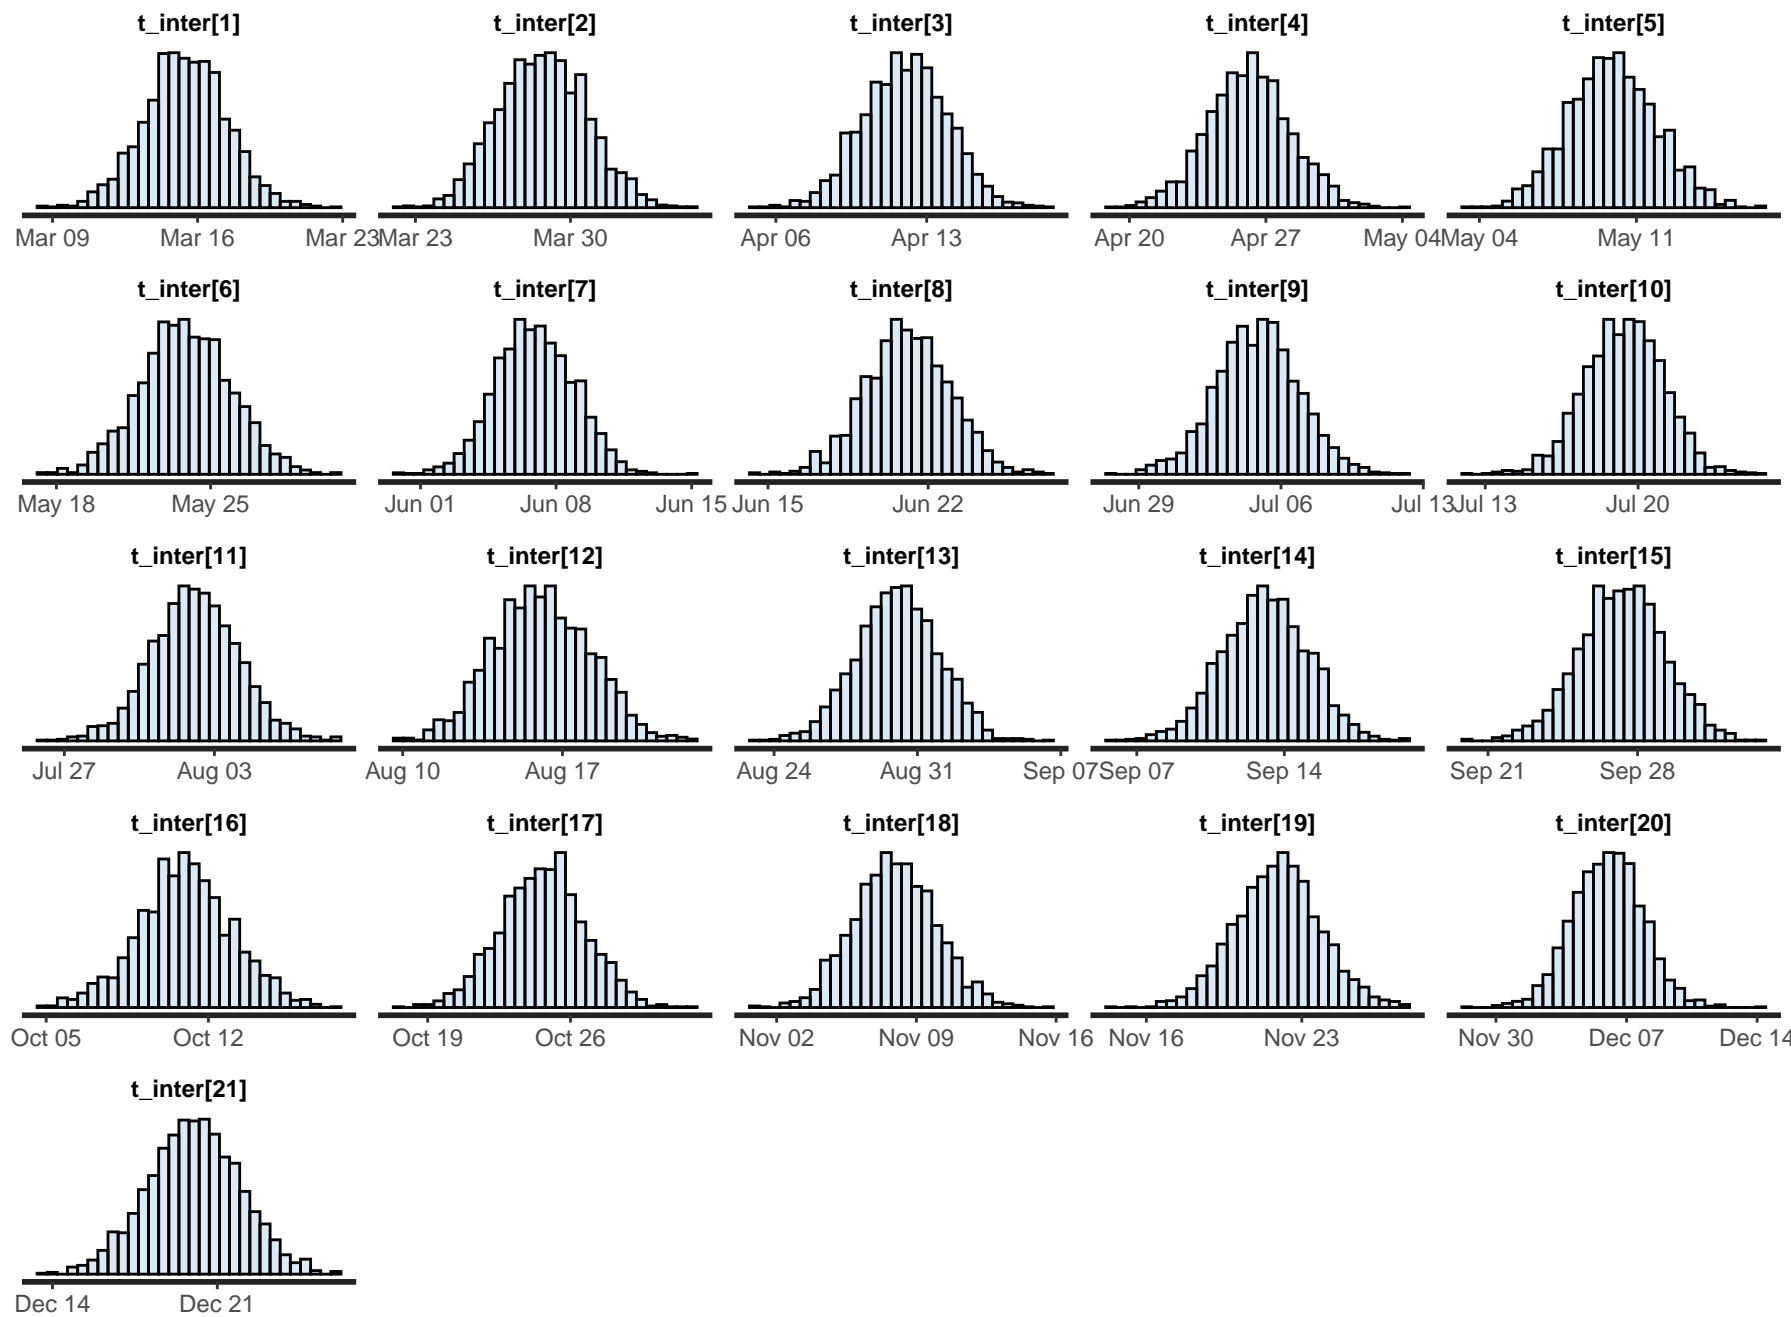 t_inter[1] t_inter[2] t_inter[3] t_inter[4] t_inter[5]
Mar 09 Mar 16 Mar 23 Mar 23 Mar 30 Apr 06 Apr 13 Apr 20 Apr 27 May 04 May 04 May 11
t_inter[6] t_inter[7] t_inter[8] t_inter[9] t_inter[10]
May 18 May 25 Jun 01 Jun 08 Jun 15 Jun 15 Jun 22 Jun 29 Jul 06 Jul 13 Jul 13 Jul 20
t_inter[11] t_inter[12] t_inter[13] t_inter[14] t_inter[15]
Jul 27 Aug 03 Aug 10 Aug 17 Aug 24 Aug 31 Sep 07 Sep 07 Sep 14 Sep 21 Sep 28
t_inter[16] t_inter[17] t_inter[18] t_inter[19] t_inter[20]
Oct 05 Oct 12 Oct 19 Oct 26 Nov 02 Nov 09 Nov 16 Nov 16 Nov 23 Nov 30 Dec 07 Dec 14
t_inter[21]
Dec 14 Dec 21